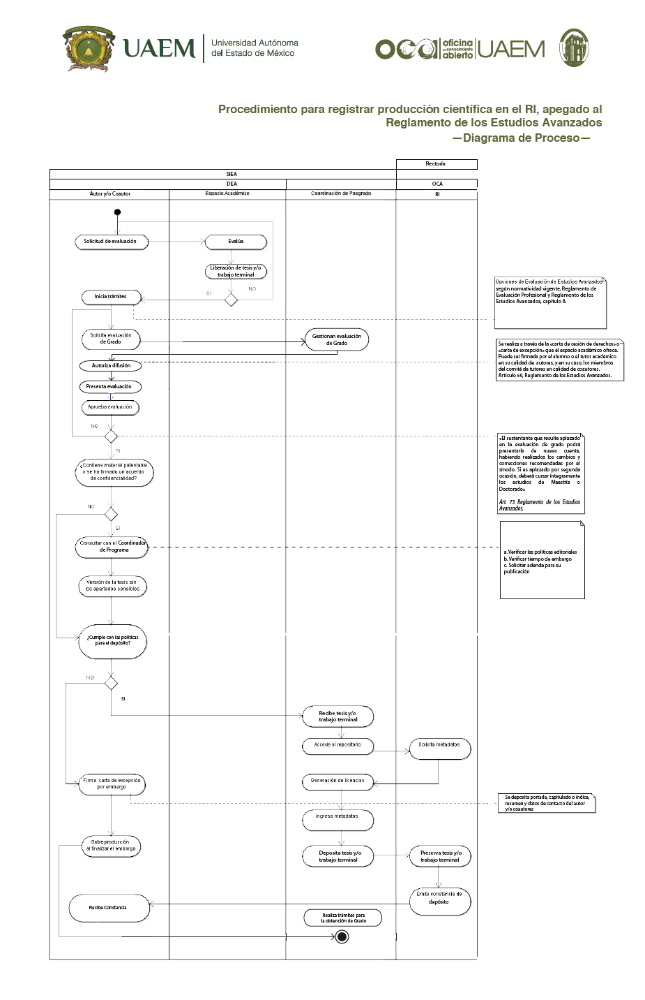 UAEM
Universidad Autónoma
del Estado de México
oca
oficina
de conocimiento
abierto
UAEM
Procedimiento para registrar producción científica en el RI, apegado al
Reglamento de los Estudios Avanzados
—Diagrama de Proceso—
Rectoría
SIEA
DEA
OCA
Autor y/o Coautor
Espacio Académico
Coordinación de Posgrado
RI
Solicitud de evaluación
Evalúa
Liberación de tesis y/o
trabajo terminal
NO
SI
Inicia trámites
Opciones de Evaluación de Estudios Avanzados
según normatividad vigente, Reglamento de
Evaluación Profesional y Reglamento de los
Estudios Avanzados, capítulo 8.
Solicita evaluación
de Grado
Gestionan evaluación
de Grado
Se realiza a través de la «carta de cesión de derechos» o
«carta de excepción» que el espacio académico ofrece.
Puede ser firmada por el alumno o el tutor académico
en su calidad de autores, y en su caso, los miembros
del comité de tutores en calidad de coautores.
Artículo 60, Reglamento de los Estudios Avanzados.
Autoriza difusión
Presenta evaluación
Aprueba evaluación
NO
SI
«El sustentante que resulte aplazado
en la evaluación de grado podrá
presentarla de nueva cuenta,
habiendo realizados los cambios y
correcciones recomendadas por el
sínodo. Si es aplazado por segunda
ocasión, deberá cursar íntegramente
los estudios de Maestría o
Doctorado»
Art. 73 Reglamento de los Estudios
Avanzados.
¿Contiene material patentable
o se ha firmado un acuerdo
de confidencialidad?
NO
SI
Consultar con el Coordinador
de Programa
a. Verificar las políticas editoriales
b. Verificar tiempo de embargo
c. Solicitar adenda para su
publicación
Versión de la tesis sin
los apartados sensibles
¿Cumple con las políticas
para el depósito?
NO
SI
Recibe tesis y/o
trabajo terminal
Accede al repositorio
Solicita metadatos
Firma carta de excepción
por embargo
Generación de licencias
Se deposita portada, capitulado o índice,
resumen y datos de contacto del autor
y/o coautores
Ingresa metadatos
Sube producción
al finalizar el embargo
Deposita tesis y/o
trabajo terminal
Preserva tesis y/o
trabajo terminal
Emite constancia de
depósito
Recibe Constancia
Realiza trámites para
la obtención de Grado